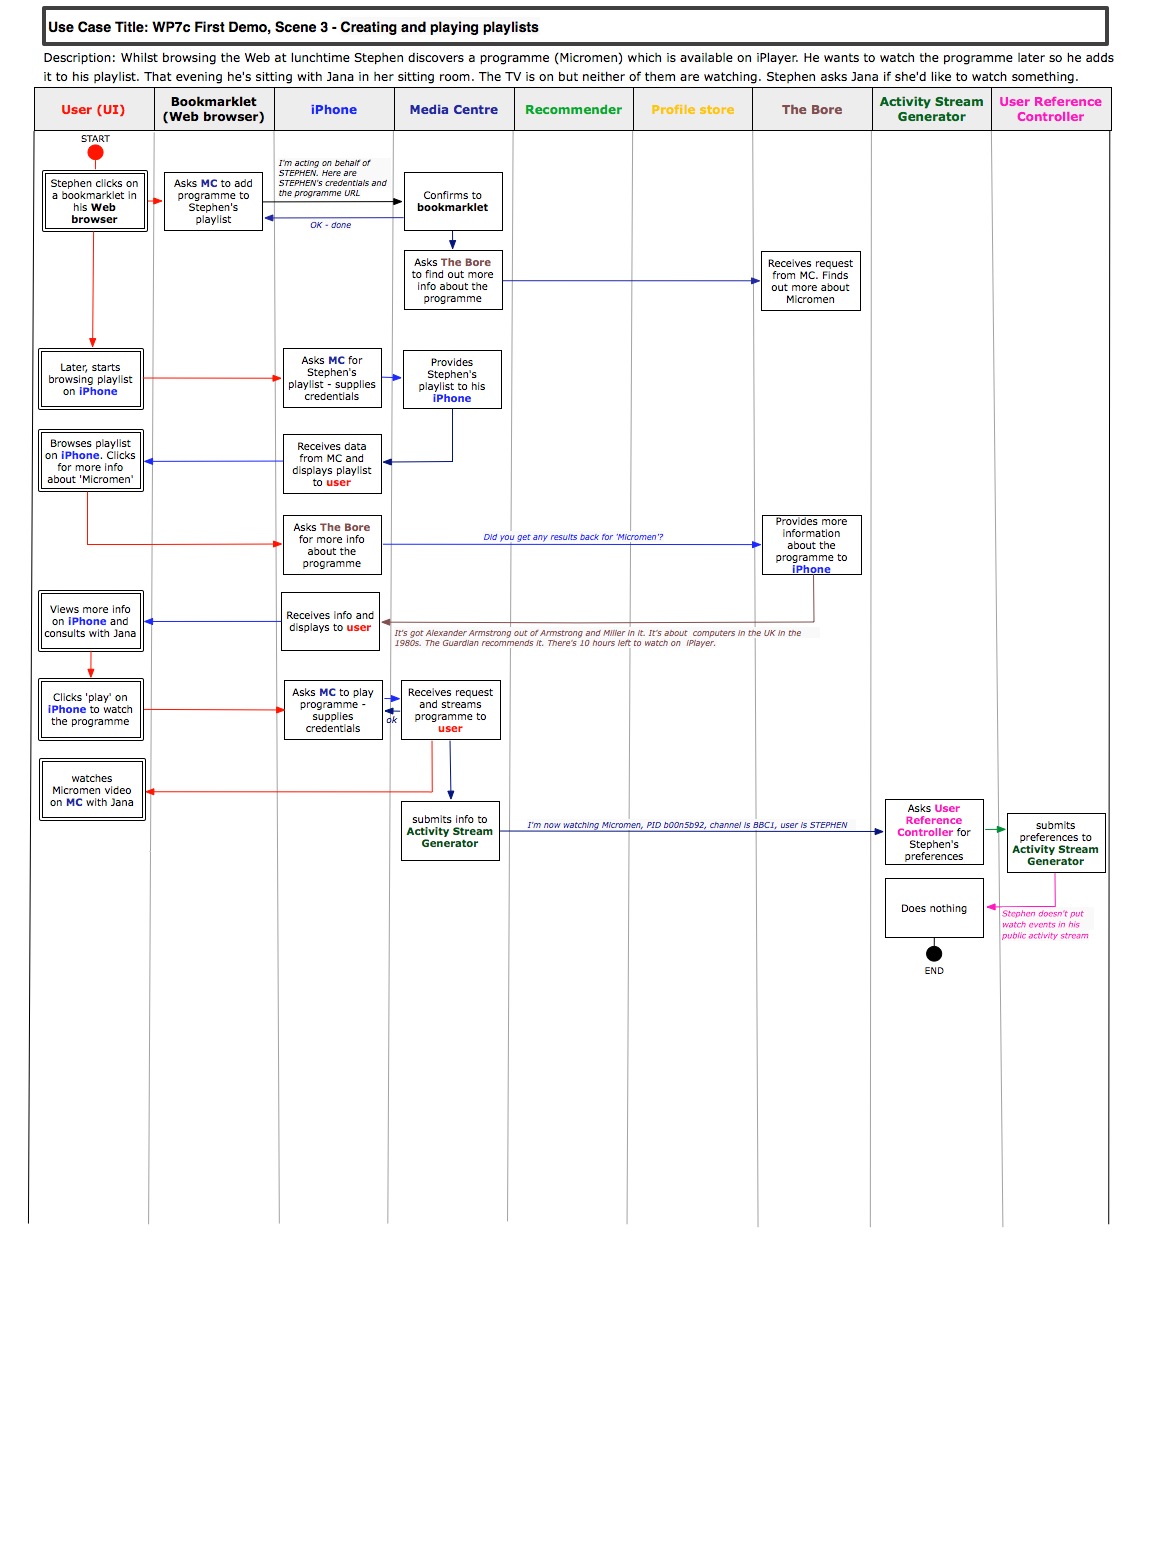 Use Case Title: WP7c First Demo, Scene 3 - Creating and playing playlists
Description: Whilst browsing the Web at lunchtime Stephen discovers a programme (Micromen) which is available on iPlayer. He wants to watch the programme later so he adds
it to his playlist. That evening he's sitting with Jana in her sitting room. The TV is on but neither of them are watching. Stephen asks Jana if she'd like to watch something.
User (UI)
Bookmarklet
(Web browser)
iPhone
Media Centre
Recommender
Profile store
The Bore
Activity Stream
Generator
User Reference
Controller
START
Stephen clicks on
a bookmarklet in
his Web
browser
Asks MC to add
programme to
Stephen's
playlist
I'm acting on behalf of
STEPHEN. Here are
STEPHEN's credentials and
the programme URL
OK - done
Confirms to
bookmarklet
Asks The Bore
to find out more
info about the
programme
Receives request
from MC. Finds
out more about
Micromen
Later, starts
browsing playlist
on iPhone
Asks MC for
Stephen's
playlist - supplies
credentials
Provides
Stephen's
playlist to his
iPhone
Browses playlist
on iPhone. Clicks
for more info
about 'Micromen'
Receives data
from MC and
displays playlist
to user
Asks The Bore
for more info
about the
programme
Did you get any results back for 'Micromen'?
Provides more
information
about the
programme to
iPhone
Views more info
on iPhone and
consults with Jana
Receives info and
displays to user
It's got Alexander Armstrong out of Armstrong and Miller in it. It's about computers in the UK in the
1980s. The Guardian recommends it. There's 10 hours left to watch on iPlayer.
Clicks 'play' on
iPhone to watch
the programme
Asks MC to play
programme -
supplies
credentials
ok
Receives request
and streams
programme to
user
watches
Micromen video
on MC with Jana
submits info to
Activity Stream
Generator
I'm now watching Micromen, PID b00n5b92, channel is BBC1, user is STEPHEN
Asks User
Reference
Controller for
Stephen's
preferences
submits
preferences to
Activity Stream
Generator
Does nothing
Stephen doesn't put
watch events in his
public activity stream
END